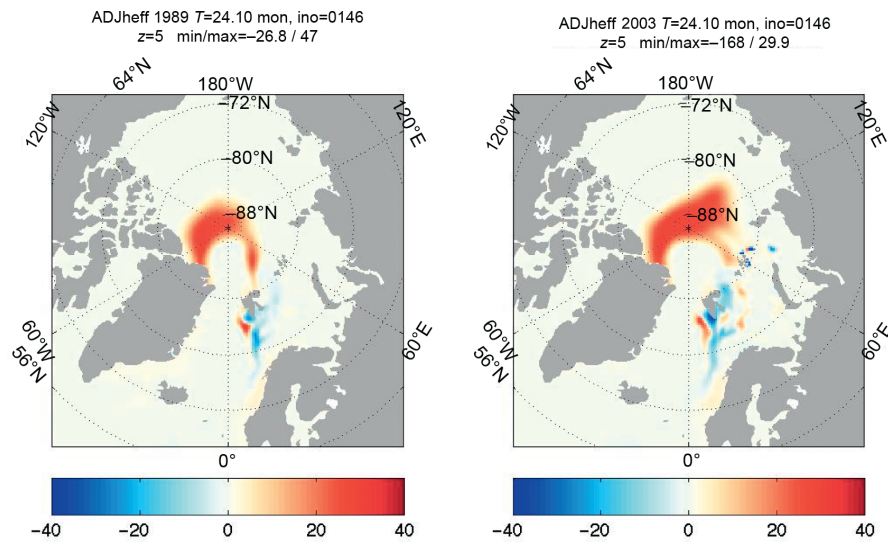 ADJheff 1989 T=24.10 mon, ino=0146
z=5 min/max=–26.8 / 47
64°N
180°W
120°W
–72°N
120°E
–80°N
–88°N
60°W
56°N
60°E
0°
−40 −20 0 20 40
ADJheff 2003 T=24.10 mon, ino=0146
z=5 min/max=–168 / 29.9
64°N
180°W
120°W
–72°N
120°E
–80°N
–88°N
60°W
56°N
60°E
0°
−40 −20 0 20 40